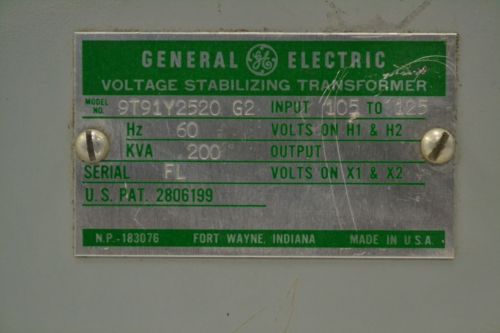 GENERAL GE ELECTRIC
VOLTAGE STABILIZING TRANSFORMER
MODEL NO. 9T91Y2520 G2 INPUT 105 TO 125
Hz 60 VOLTS ON H1 & H2
KVA 200 OUTPUT
SERIAL FL VOLTS ON X1 & X2
U.S. PAT. 2806199
N.P.-183076 FORT WAYNE, INDIANA MADE IN U.S.A.